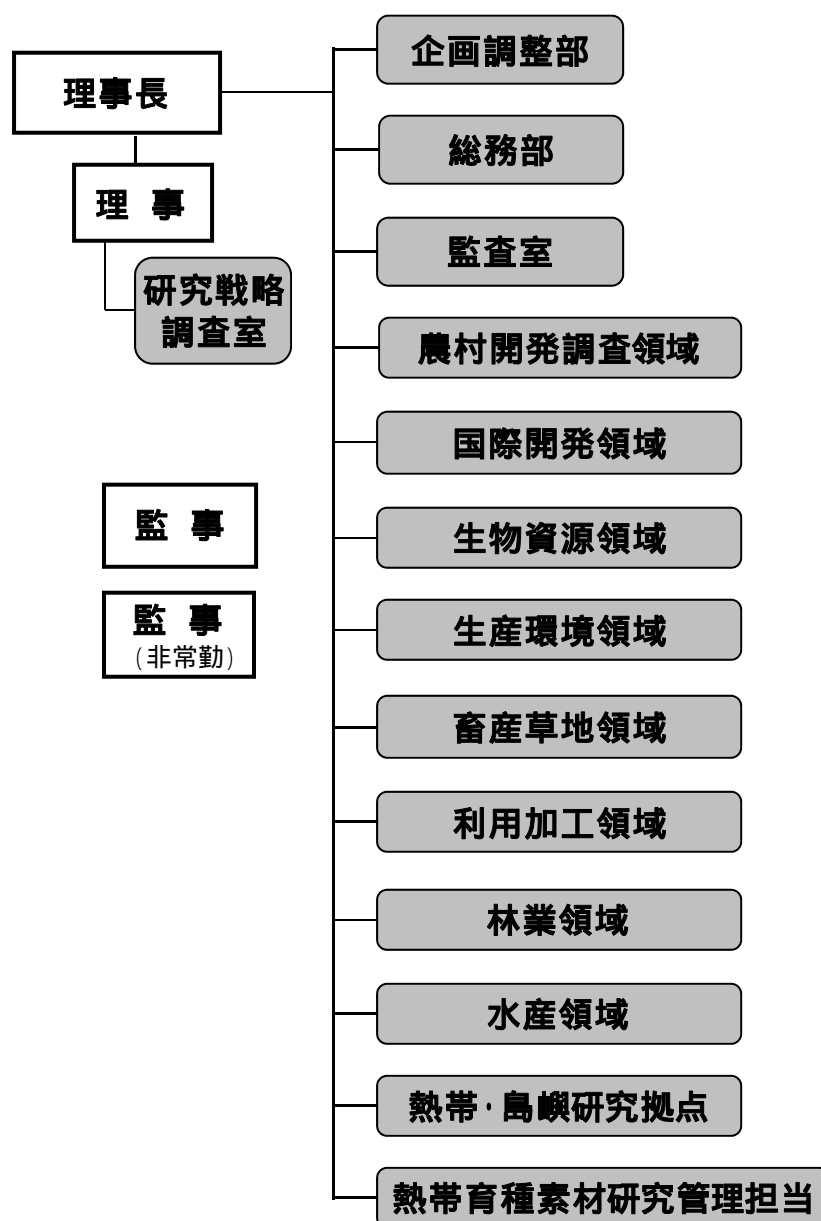 理事長
理 事
研究戦略
調査室
監 事
監 事
(非常勤)
企画調整部
総務部
監査室
農村開発調査領域
国際開発領域
生物資源領域
生産環境領域
畜産草地領域
利用加工領域
林業領域
水産領域
熱帯・島嶼研究拠点
熱帯育種素材研究管理担当